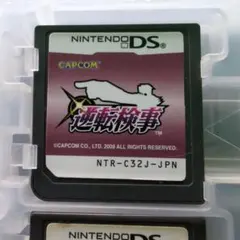 NINTENDO DS
CAPCOM
逆転検事
TM
©CAPCOM CO., LTD. 2009 ALL RIGHTS RESERVED.
NTR-C32J-JPN
NINTENDO DS